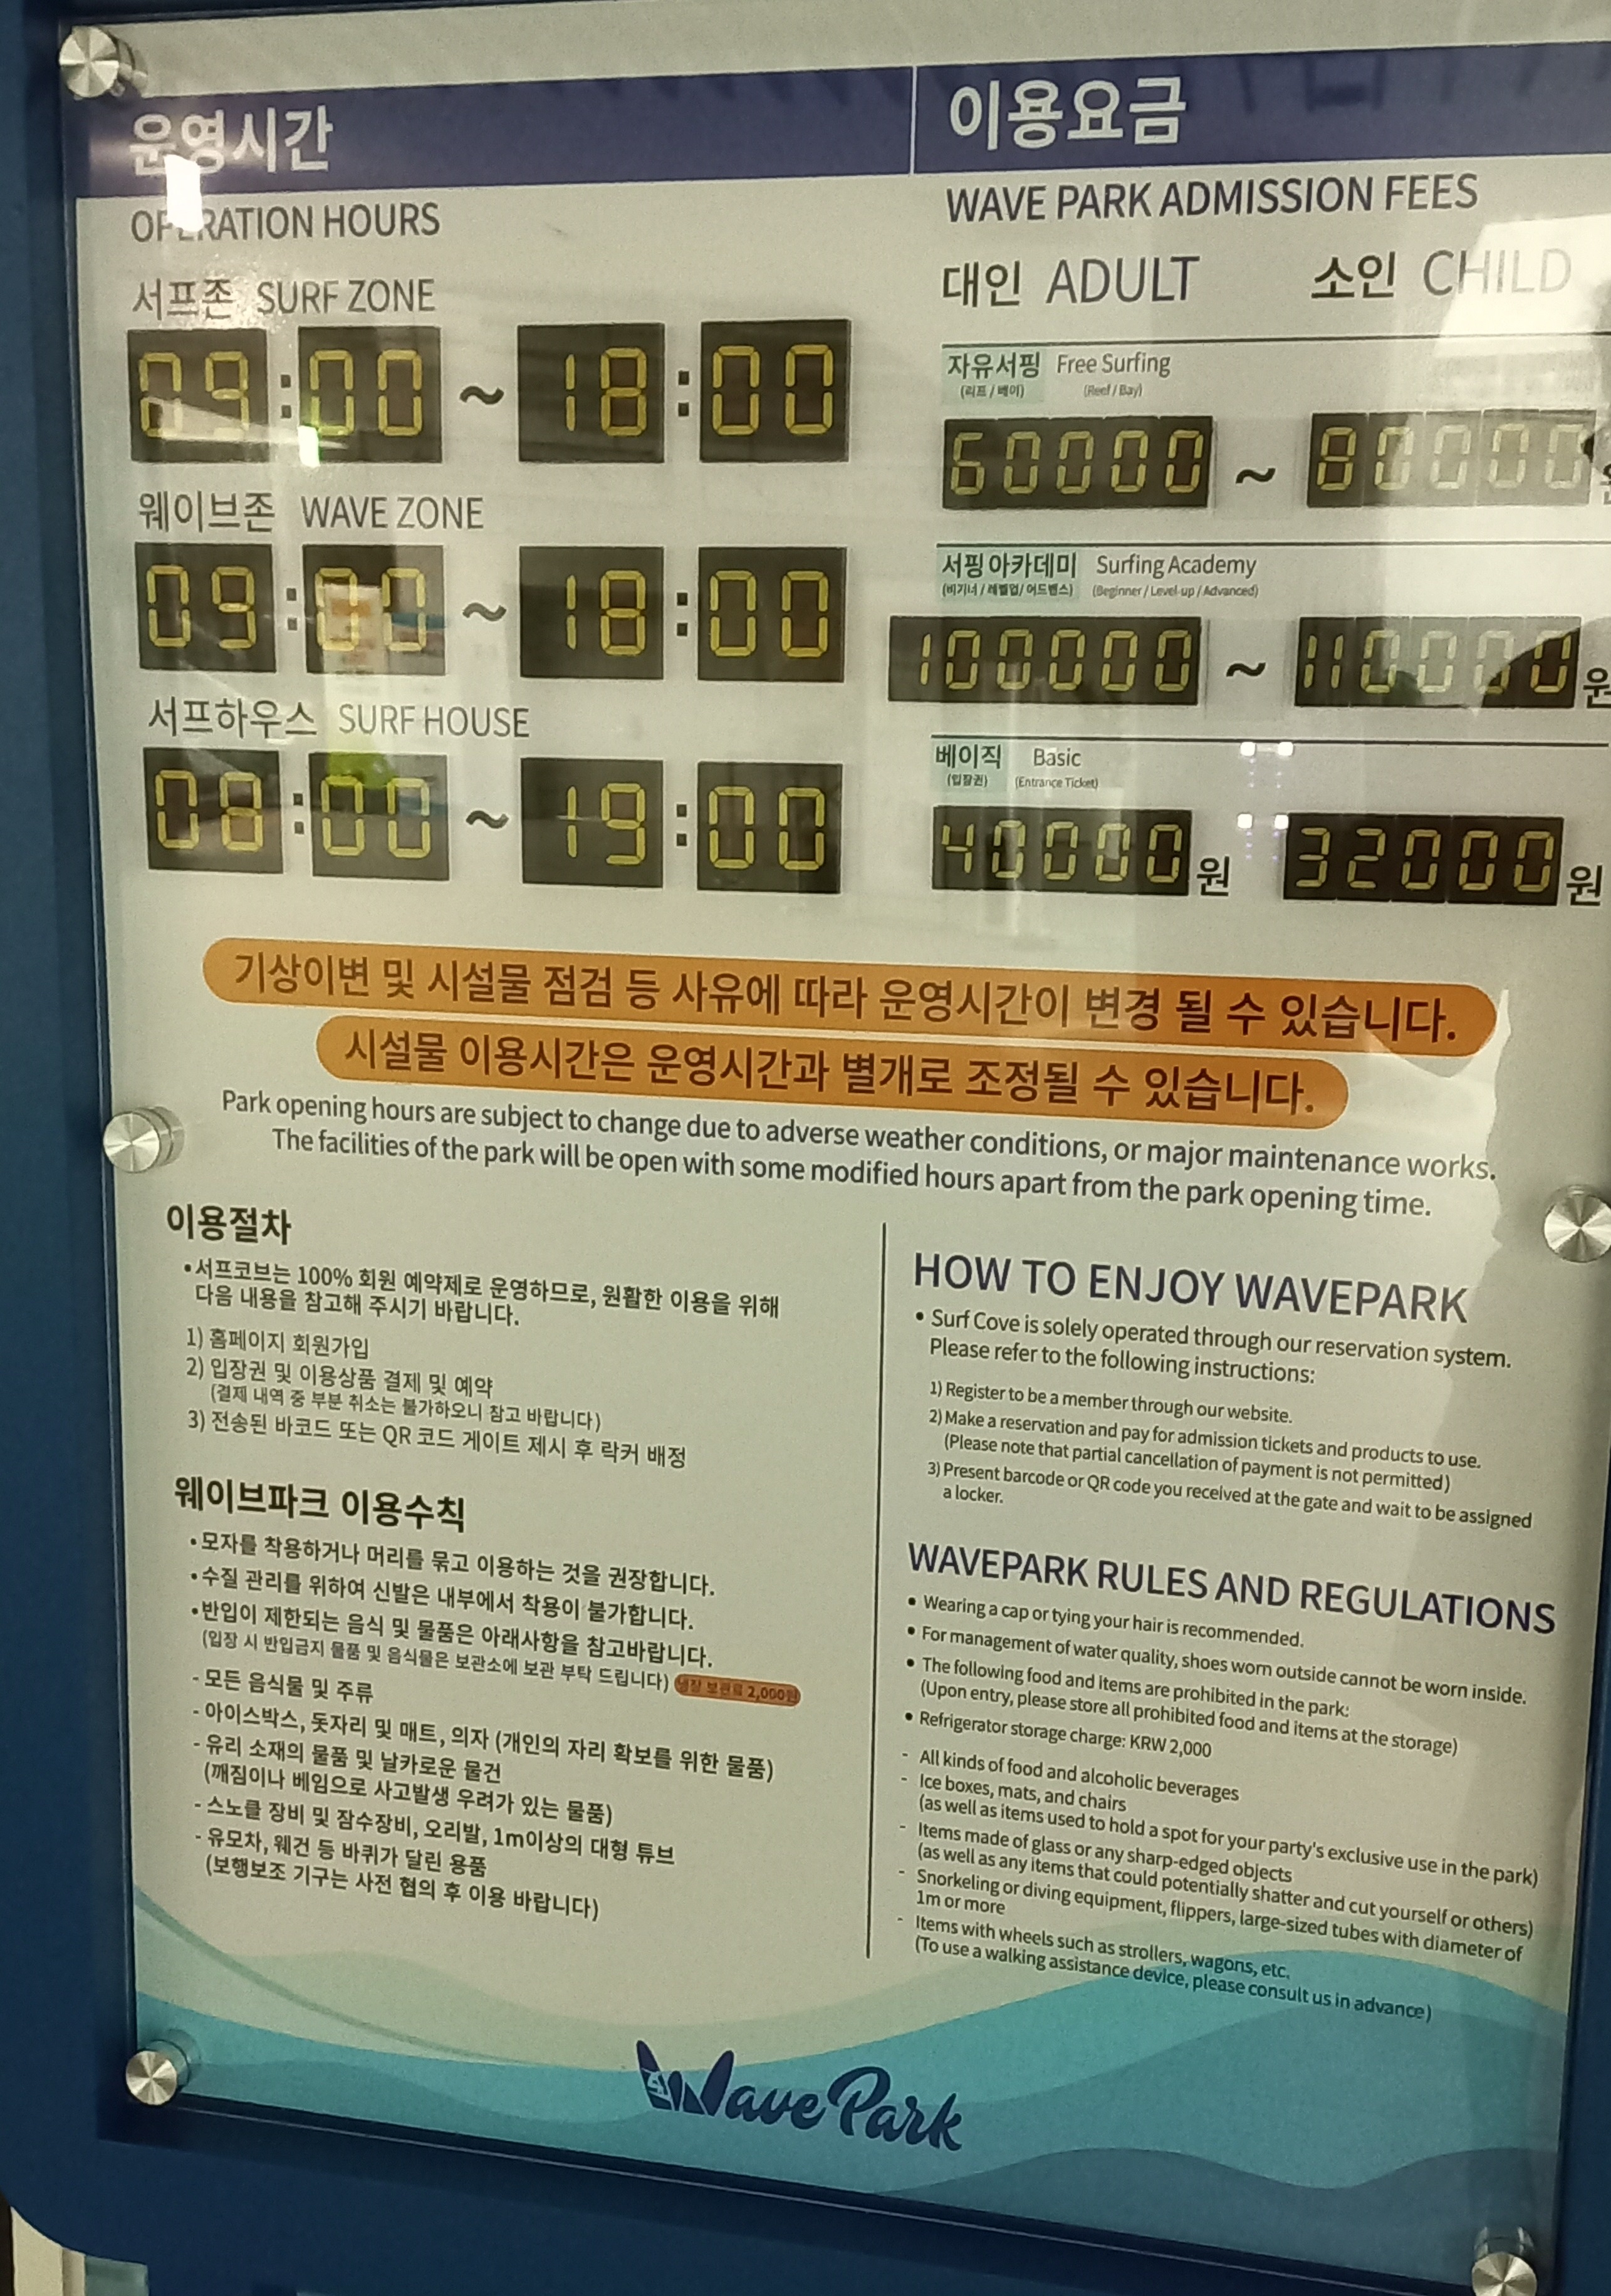 운영시간
OPERATION HOURS
서프존 SURF ZONE
09:00 ~ 18:00
웨이브존 WAVE ZONE
09:00 ~ 18:00
서프하우스 SURF HOUSE
08:00 ~ 19:00
이용요금
WAVE PARK ADMISSION FEES
대인 ADULT 소인 CHILD
자유서핑 Free Surfing
(리프 / 베이) (Reef / Bay)
60000 ~ 80000 원
서핑 아카데미 Surfing Academy
(비기너 / 레벨업 / 어드밴스) (Beginner / Level-up / Advanced)
100000 ~ 110000 원
베이직 Basic
(입장권) (Entrance Ticket)
40000 원 32000 원
기상이변 및 시설물 점검 등 사유에 따라 운영시간이 변경 될 수 있습니다.
시설물 이용시간은 운영시간과 별개로 조정될 수 있습니다.
Park opening hours are subject to change due to adverse weather conditions, or major maintenance works.
The facilities of the park will be open with some modified hours apart from the park opening time.
이용절차
• 서프코브는 100% 회원 예약제로 운영하므로, 원활한 이용을 위해
다음 내용을 참고해 주시기 바랍니다.
1) 홈페이지 회원가입
2) 입장권 및 이용상품 결제 및 예약
(결제 내역 중 부분 취소는 불가하오니 참고 바랍니다)
3) 전송된 바코드 또는 QR 코드 게이트 제시 후 락커 배정
웨이브파크 이용수칙
• 모자를 착용하거나 머리를 묶고 이용하는 것을 권장합니다.
• 수질 관리를 위하여 신발은 내부에서 착용이 불가합니다.
• 반입이 제한되는 음식 및 물품은 아래사항을 참고바랍니다.
(입장 시 반입금지 물품 및 음식물은 보관소에 보관 부탁 드립니다) 냉장 보관료 2,000원
- 모든 음식물 및 주류
- 아이스박스, 돗자리 및 매트, 의자 (개인의 자리 확보를 위한 물품)
- 유리 소재의 물품 및 날카로운 물건
(깨짐이나 베임으로 사고발생 우려가 있는 물품)
- 스노클 장비 및 잠수장비, 오리발, 1m이상의 대형 튜브
- 유모차, 웨건 등 바퀴가 달린 용품
(보행보조 기구는 사전 협의 후 이용 바랍니다)
HOW TO ENJOY WAVEPARK
• Surf Cove is solely operated through our reservation system.
Please refer to the following instructions:
1) Register to be a member through our website.
2) Make a reservation and pay for admission tickets and products to use.
(Please note that partial cancellation of payment is not permitted)
3) Present barcode or QR code you received at the gate and wait to be assigned
a locker.
WAVEPARK RULES AND REGULATIONS
• Wearing a cap or tying your hair is recommended.
• For management of water quality, shoes worn outside cannot be worn inside.
• The following food and items are prohibited in the park:
(Upon entry, please store all prohibited food and items at the storage)
• Refrigerator storage charge: KRW 2,000
- All kinds of food and alcoholic beverages
- Ice boxes, mats, and chairs
(as well as items used to hold a spot for your party's exclusive use in the park)
- Items made of glass or any sharp-edged objects
(as well as any items that could potentially shatter and cut yourself or others)
- Snorkeling or diving equipment, flippers, large-sized tubes with diameter of
1m or more
- Items with wheels such as strollers, wagons, etc.
(To use a walking assistance device, please consult us in advance)
Wave Park